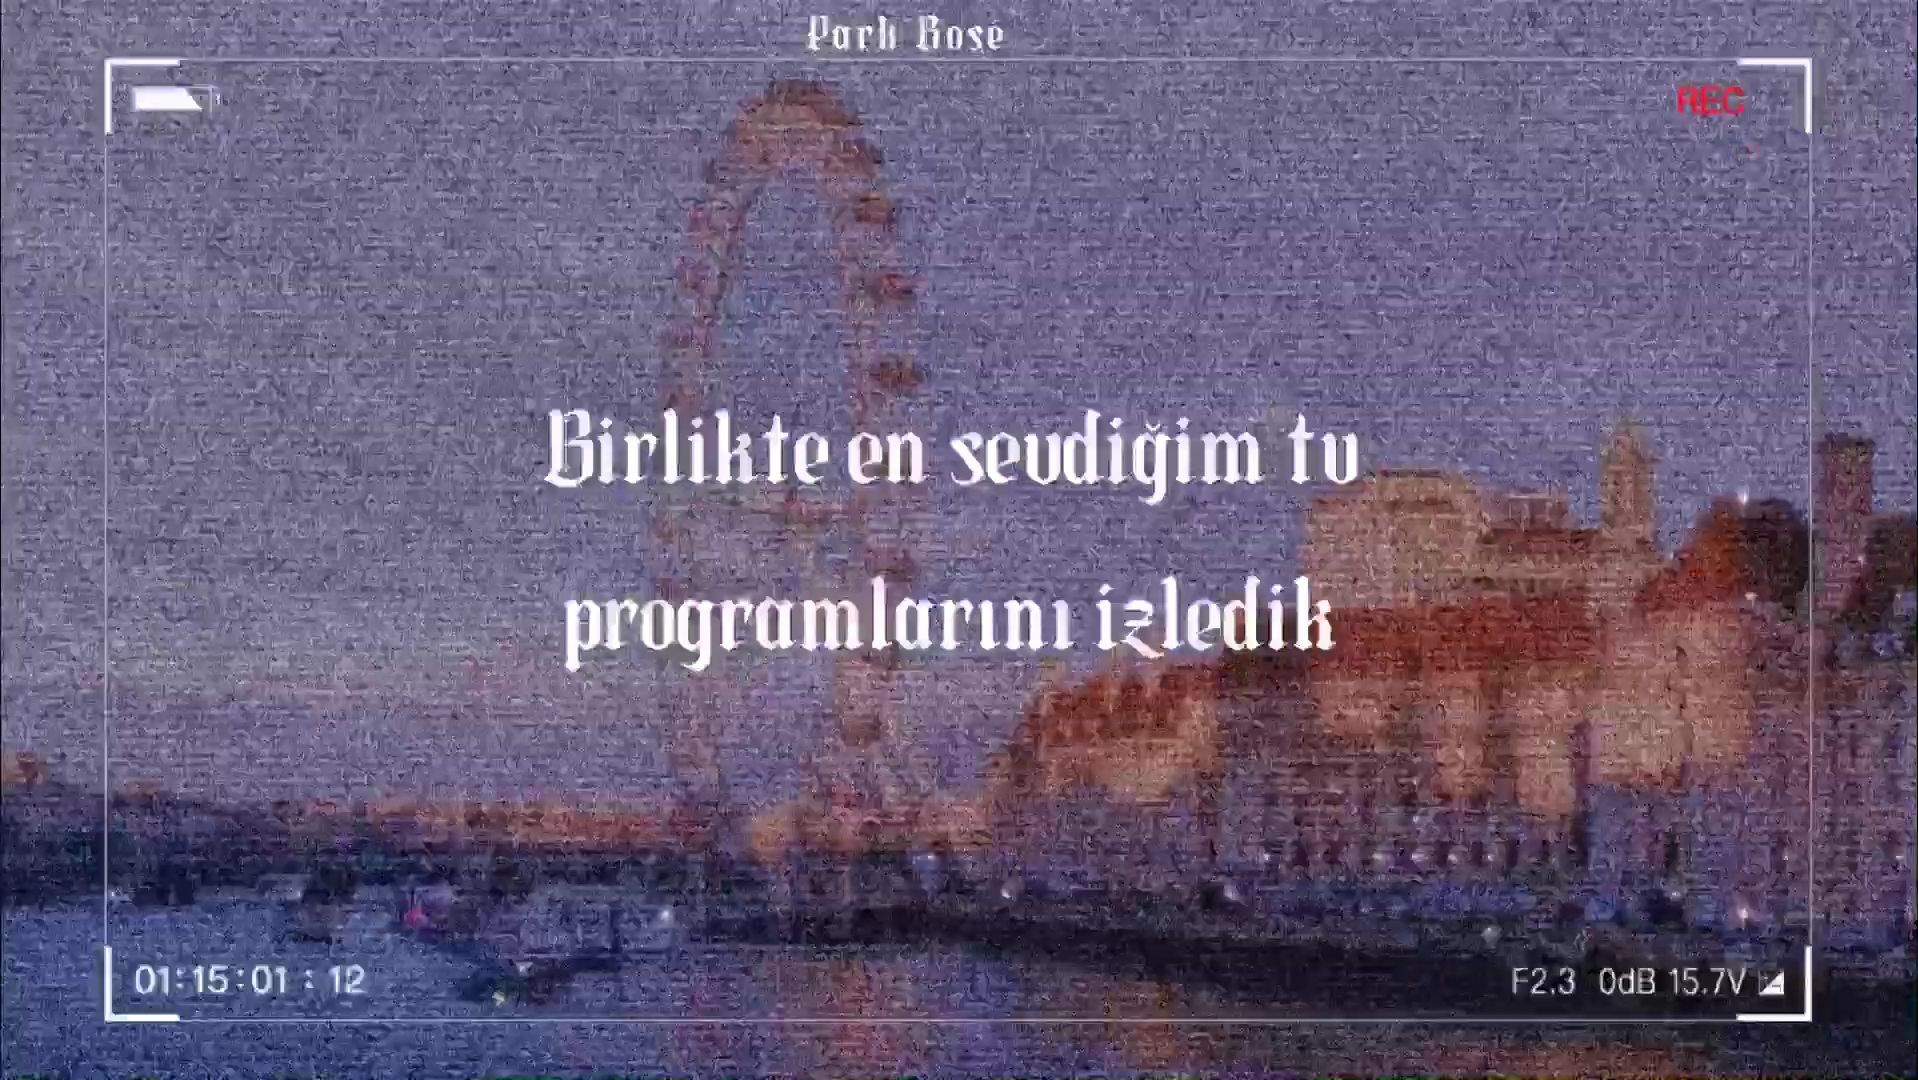 Park Rosé
REC
Birlikte en sevdiğim tv
programlarını izledik
01:15:01 : 12
F2.3 0dB 15.7V